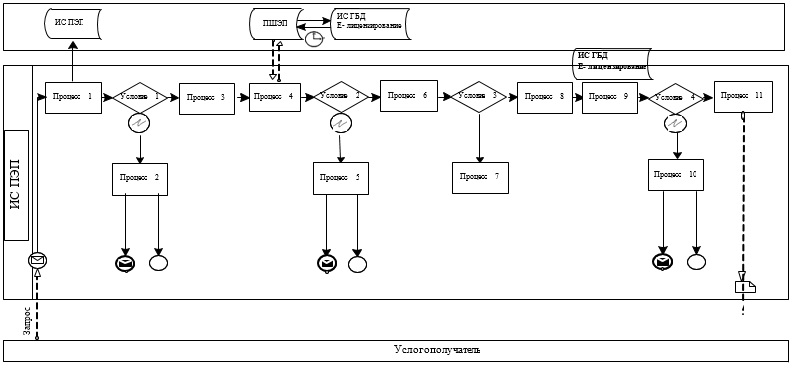 ИС ПЭП
ПШЭП
ИС ГБД
Е- лицензирование
ИС ГБД
Е- лицензирование
Процесс 1
Условие 1
Процесс 3
Процесс 4
Условие 2
Процесс 6
Условие 3
Процесс 8
Процесс 9
Условие 4
Процесс 11
Процесс 2
Процесс 5
Процесс 7
Процесс 10
ИС ПЭП
Запрос
Услогополучатель